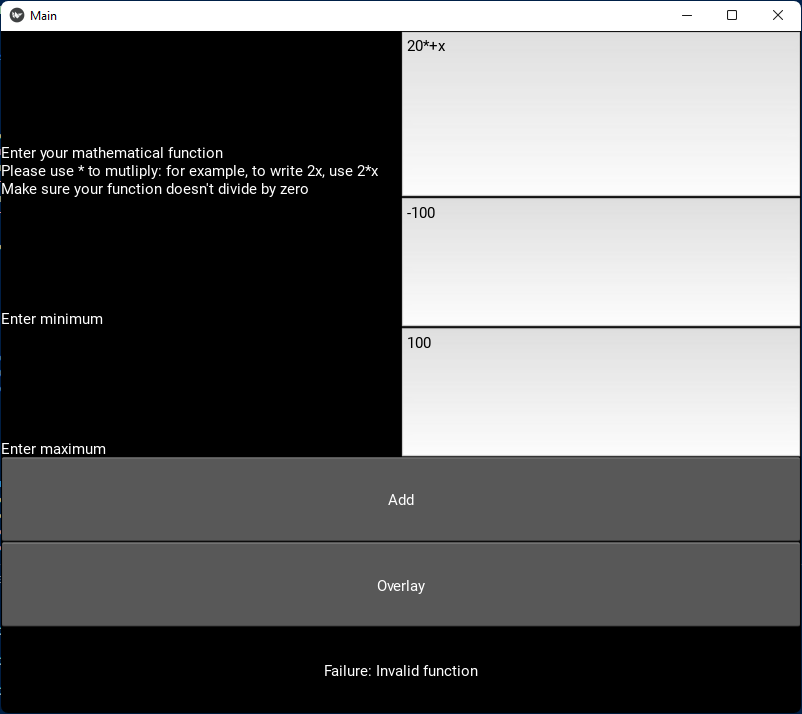 Main
20*+x
Enter your mathematical function
Please use * to mutliply: for example, to write 2x, use 2*x
Make sure your function doesn't divide by zero
-100
Enter minimum
100
Enter maximum
Add
Overlay
Failure: Invalid function